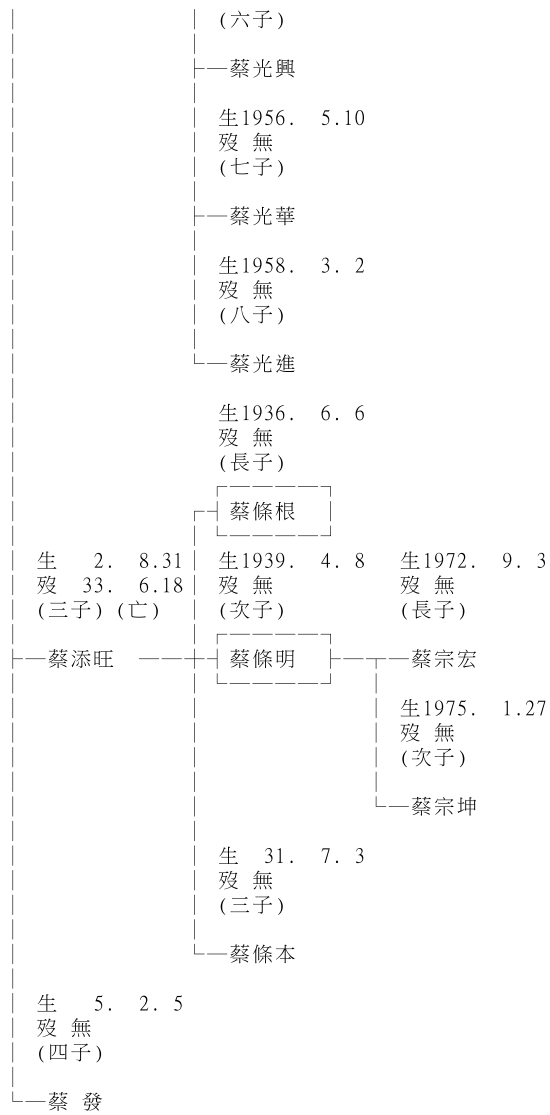 (六子)
蔡光興
生1956. 5.10
歿 無
(七子)
蔡光華
生1958. 3. 2
歿 無
(八子)
蔡光進
生1936. 6. 6
歿 無
(長子)
蔡條根
生 2. 8.31 生1939. 4. 8 生1972. 9. 3
歿 33. 6.18 歿 無 歿 無
(三子)(亡) (次子) (長子)
蔡添旺 蔡條明 蔡宗宏
生1975. 1.27
歿 無
(次子)
蔡宗坤
生 31. 7. 3
歿 無
(三子)
蔡條本
生 5. 2. 5
歿 無
(四子)
蔡 發